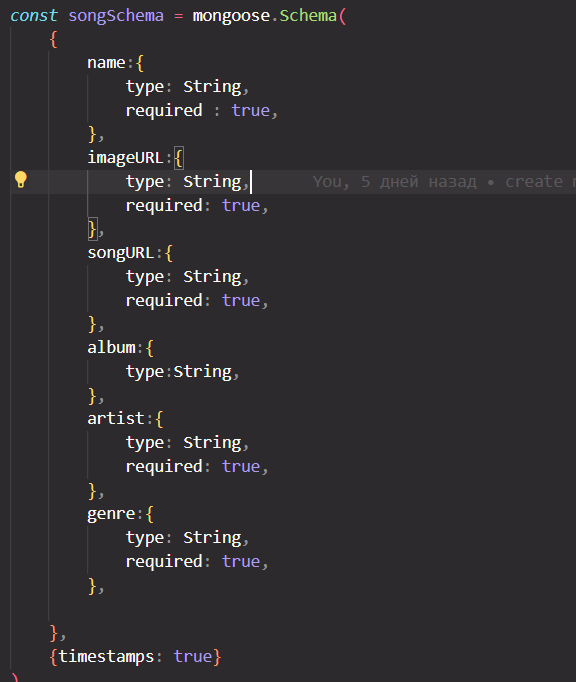 const songSchema = mongoose.Schema(
{
name:{
type: String,
required : true,
},
imageURL:{
type: String, You, 5 дней назад • create
required: true,
},
songURL:{
type: String,
required: true,
},
album:{
type:String,
},
artist:{
type: String,
required: true,
},
genre:{
type: String,
required: true,
},
},
{timestamps: true}
)